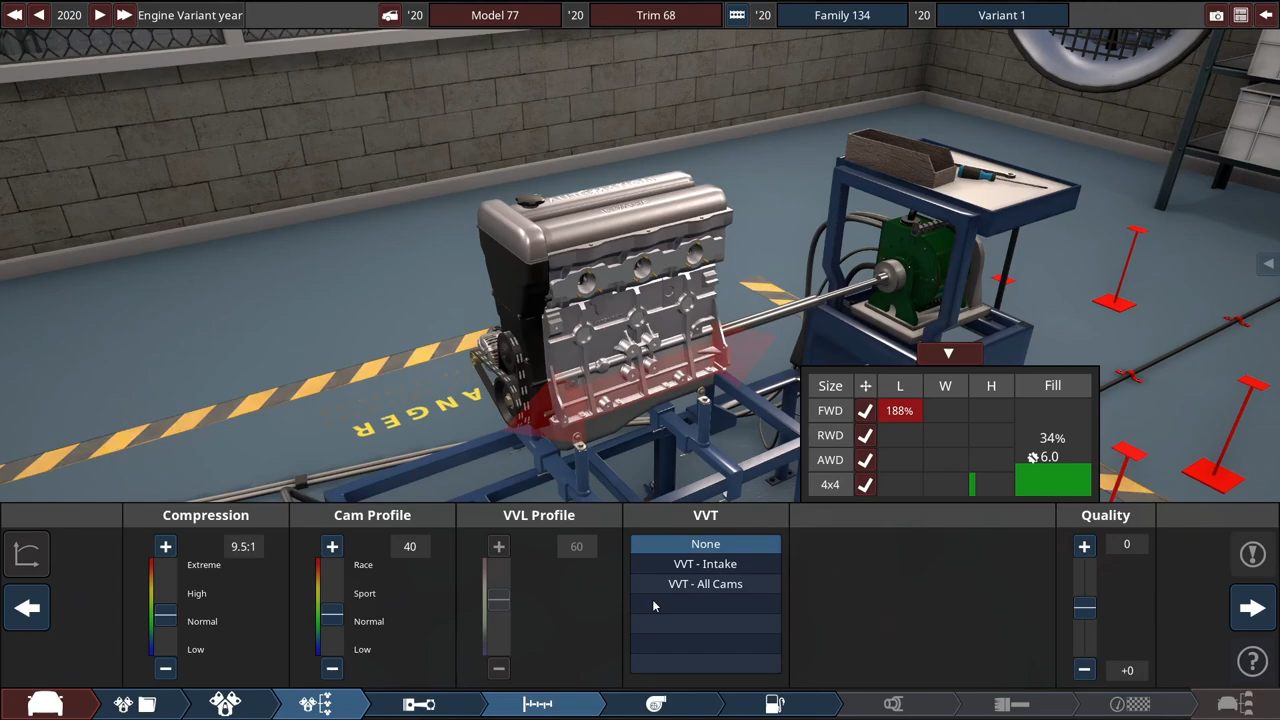 2020 Engine Variant year '20 Model 77 '20 Trim 68 '20 Family 134 '20 Variant 1
AUTOMATION
ANGER
Size L W H Fill
FWD 188%
RWD
AWD
4x4
34%
6.0
Compression
9.5:1
Extreme
High
Normal
Low
Cam Profile
40
Race
Sport
Normal
Low
VVL Profile
60
VVT
None
VVT - Intake
VVT - All Cams
Quality
0
+0